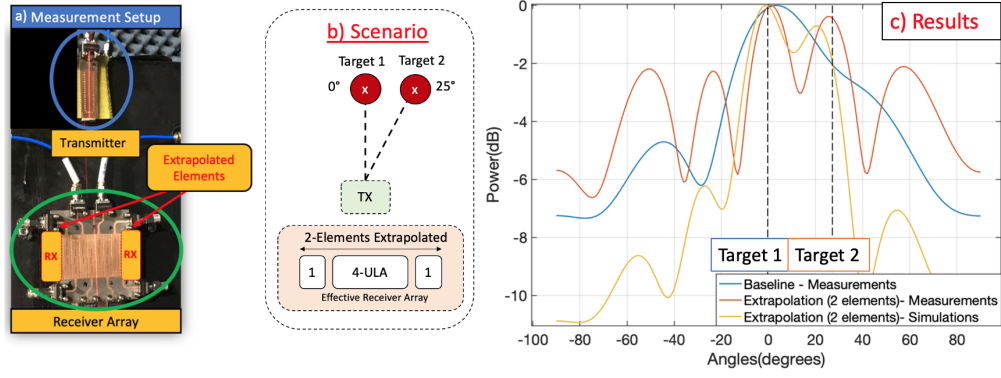 a) Measurement Setup
Transmitter
Extrapolated
Elements
RX
RX
Receiver Array
b) Scenario
Target 1
Target 2
0°
x
x
25°
TX
2-Elements Extrapolated
1
4-ULA
1
Effective Receiver Array
c) Results
Power(dB)
0
-2
-4
-6
-8
-10
Target 1
Target 2
Baseline - Measurements
Extrapolation (2 elements)- Measurements
Extrapolation (2 elements)- Simulations
-100
-80
-60
-40
-20
0
20
40
60
80
Angles(degrees)